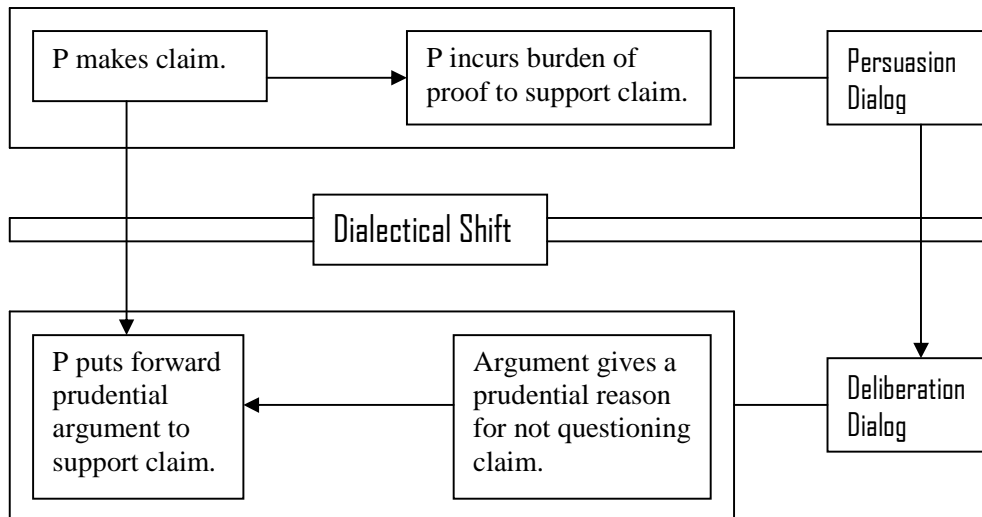 P makes claim.
P incurs burden of
proof to support claim.
Persuasion
Dialog
Dialectical Shift
P puts forward
prudential
argument to
support claim.
Argument gives a
prudential reason
for not questioning
claim.
Deliberation
Dialog